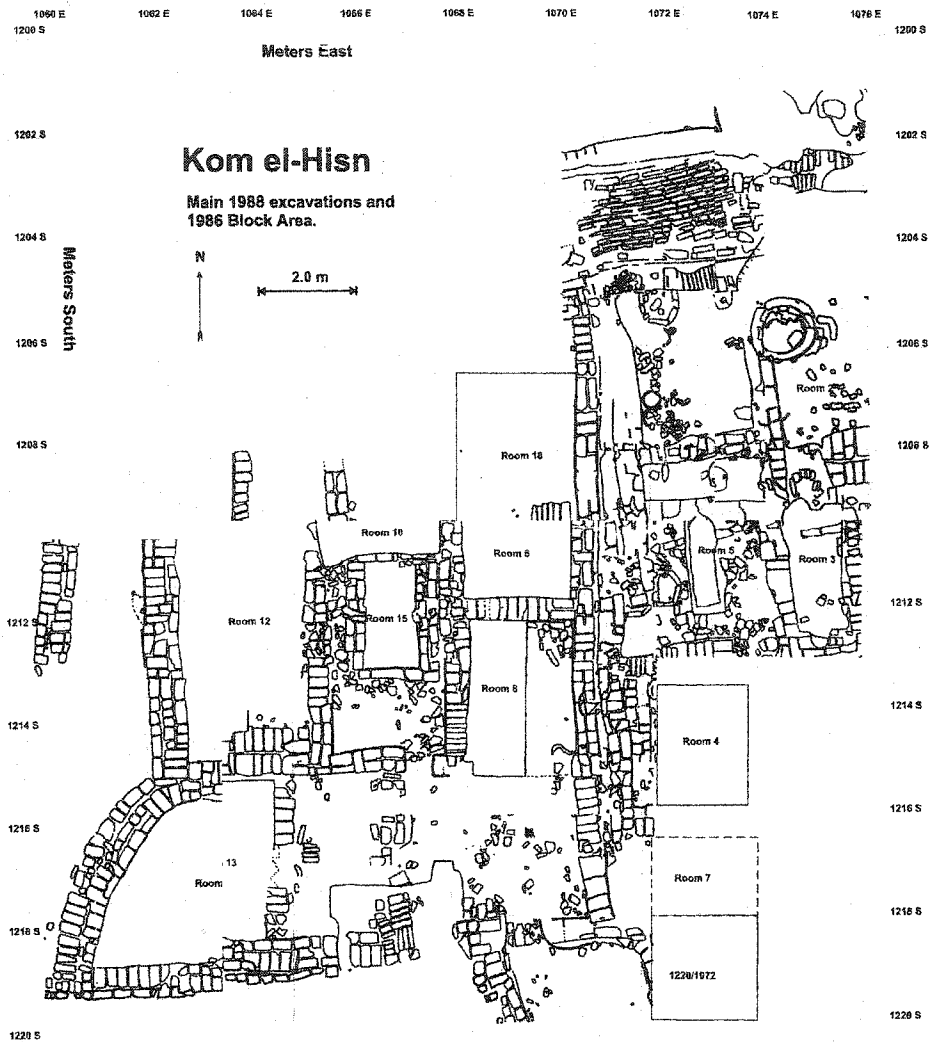 1060 E 1062 E 1064 E 1066 E 1068 E 1070 E 1072 E 1074 E 1076 E
1200 S 1200 S
Meters East
1202 S 1202 S
Kom el-Hisn
Main 1988 excavations and
1986 Block Area.
1204 S 1204 S
Meters South
N
2.0 m
1206 S 1206 S
Room
1208 S 1208 S
Room 18
Room 10
Room 6
Room 5
Room 3
1212 S 1212 S
Room 12
Room 15
Room 8
1214 S 1214 S
Room 4
1216 S 1216 S
13
Room
Room 7
1218 S 1218 S
1220/1972
1220 S 1220 S